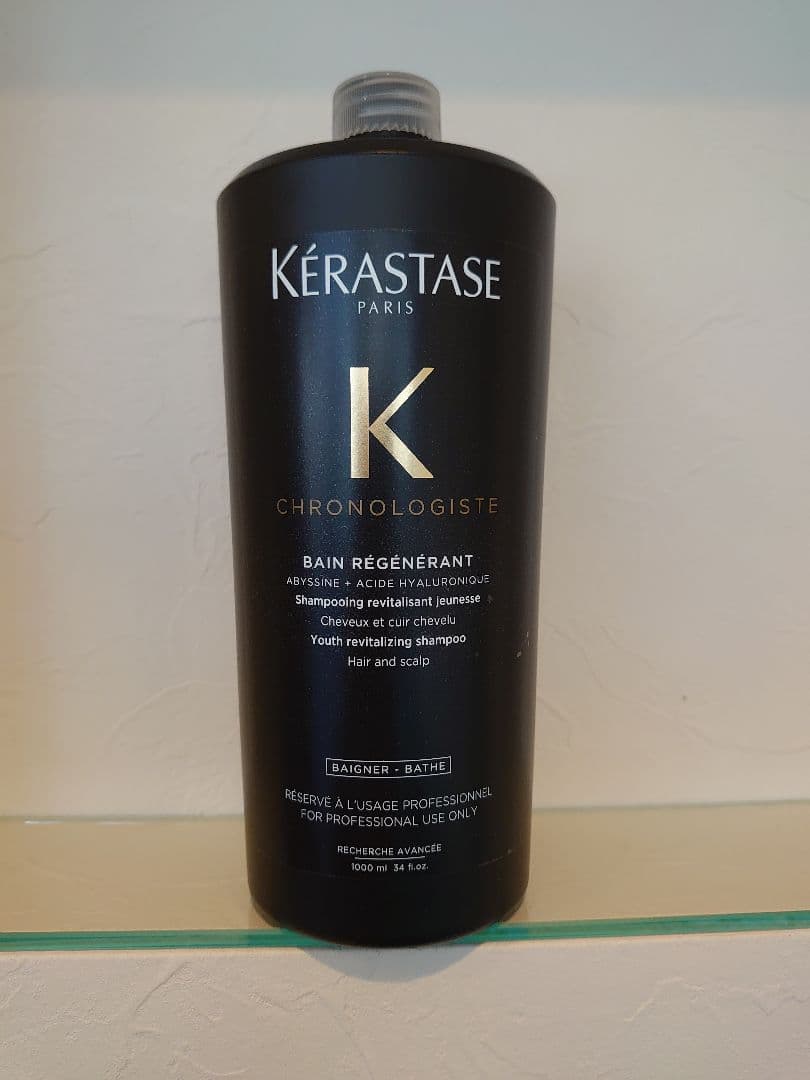 KÉRASTASE
PARIS
K
CHRONOLOGISTE
BAIN RÉGÉNÉRANT
ABYSSINE + ACIDE HYALURONIQUE
Shampooing revitalisant jeunesse
Cheveux et cuir chevelu
Youth revitalizing shampoo
Hair and scalp
BAIGNER - BATHE
RÉSERVÉ À L'USAGE PROFESSIONNEL
FOR PROFESSIONAL USE ONLY
RECHERCHE AVANCÉE
1000 ml 34 fl.oz.